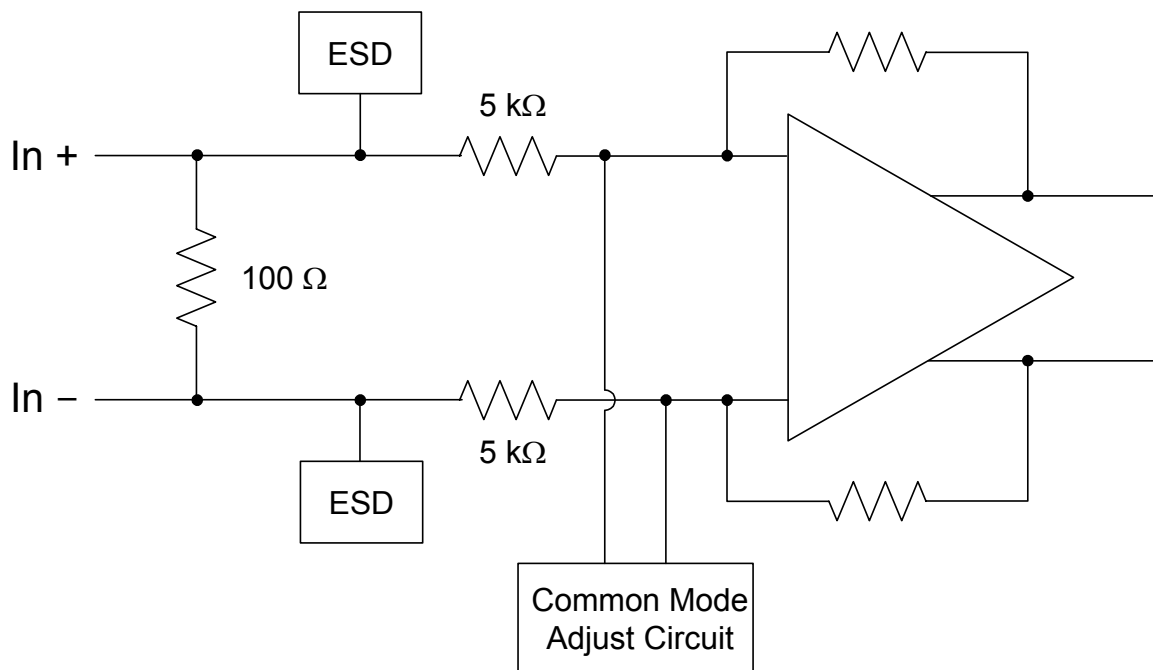 ESD
5 kΩ
In +
100 Ω
In −
5 kΩ
ESD
Common Mode
Adjust Circuit